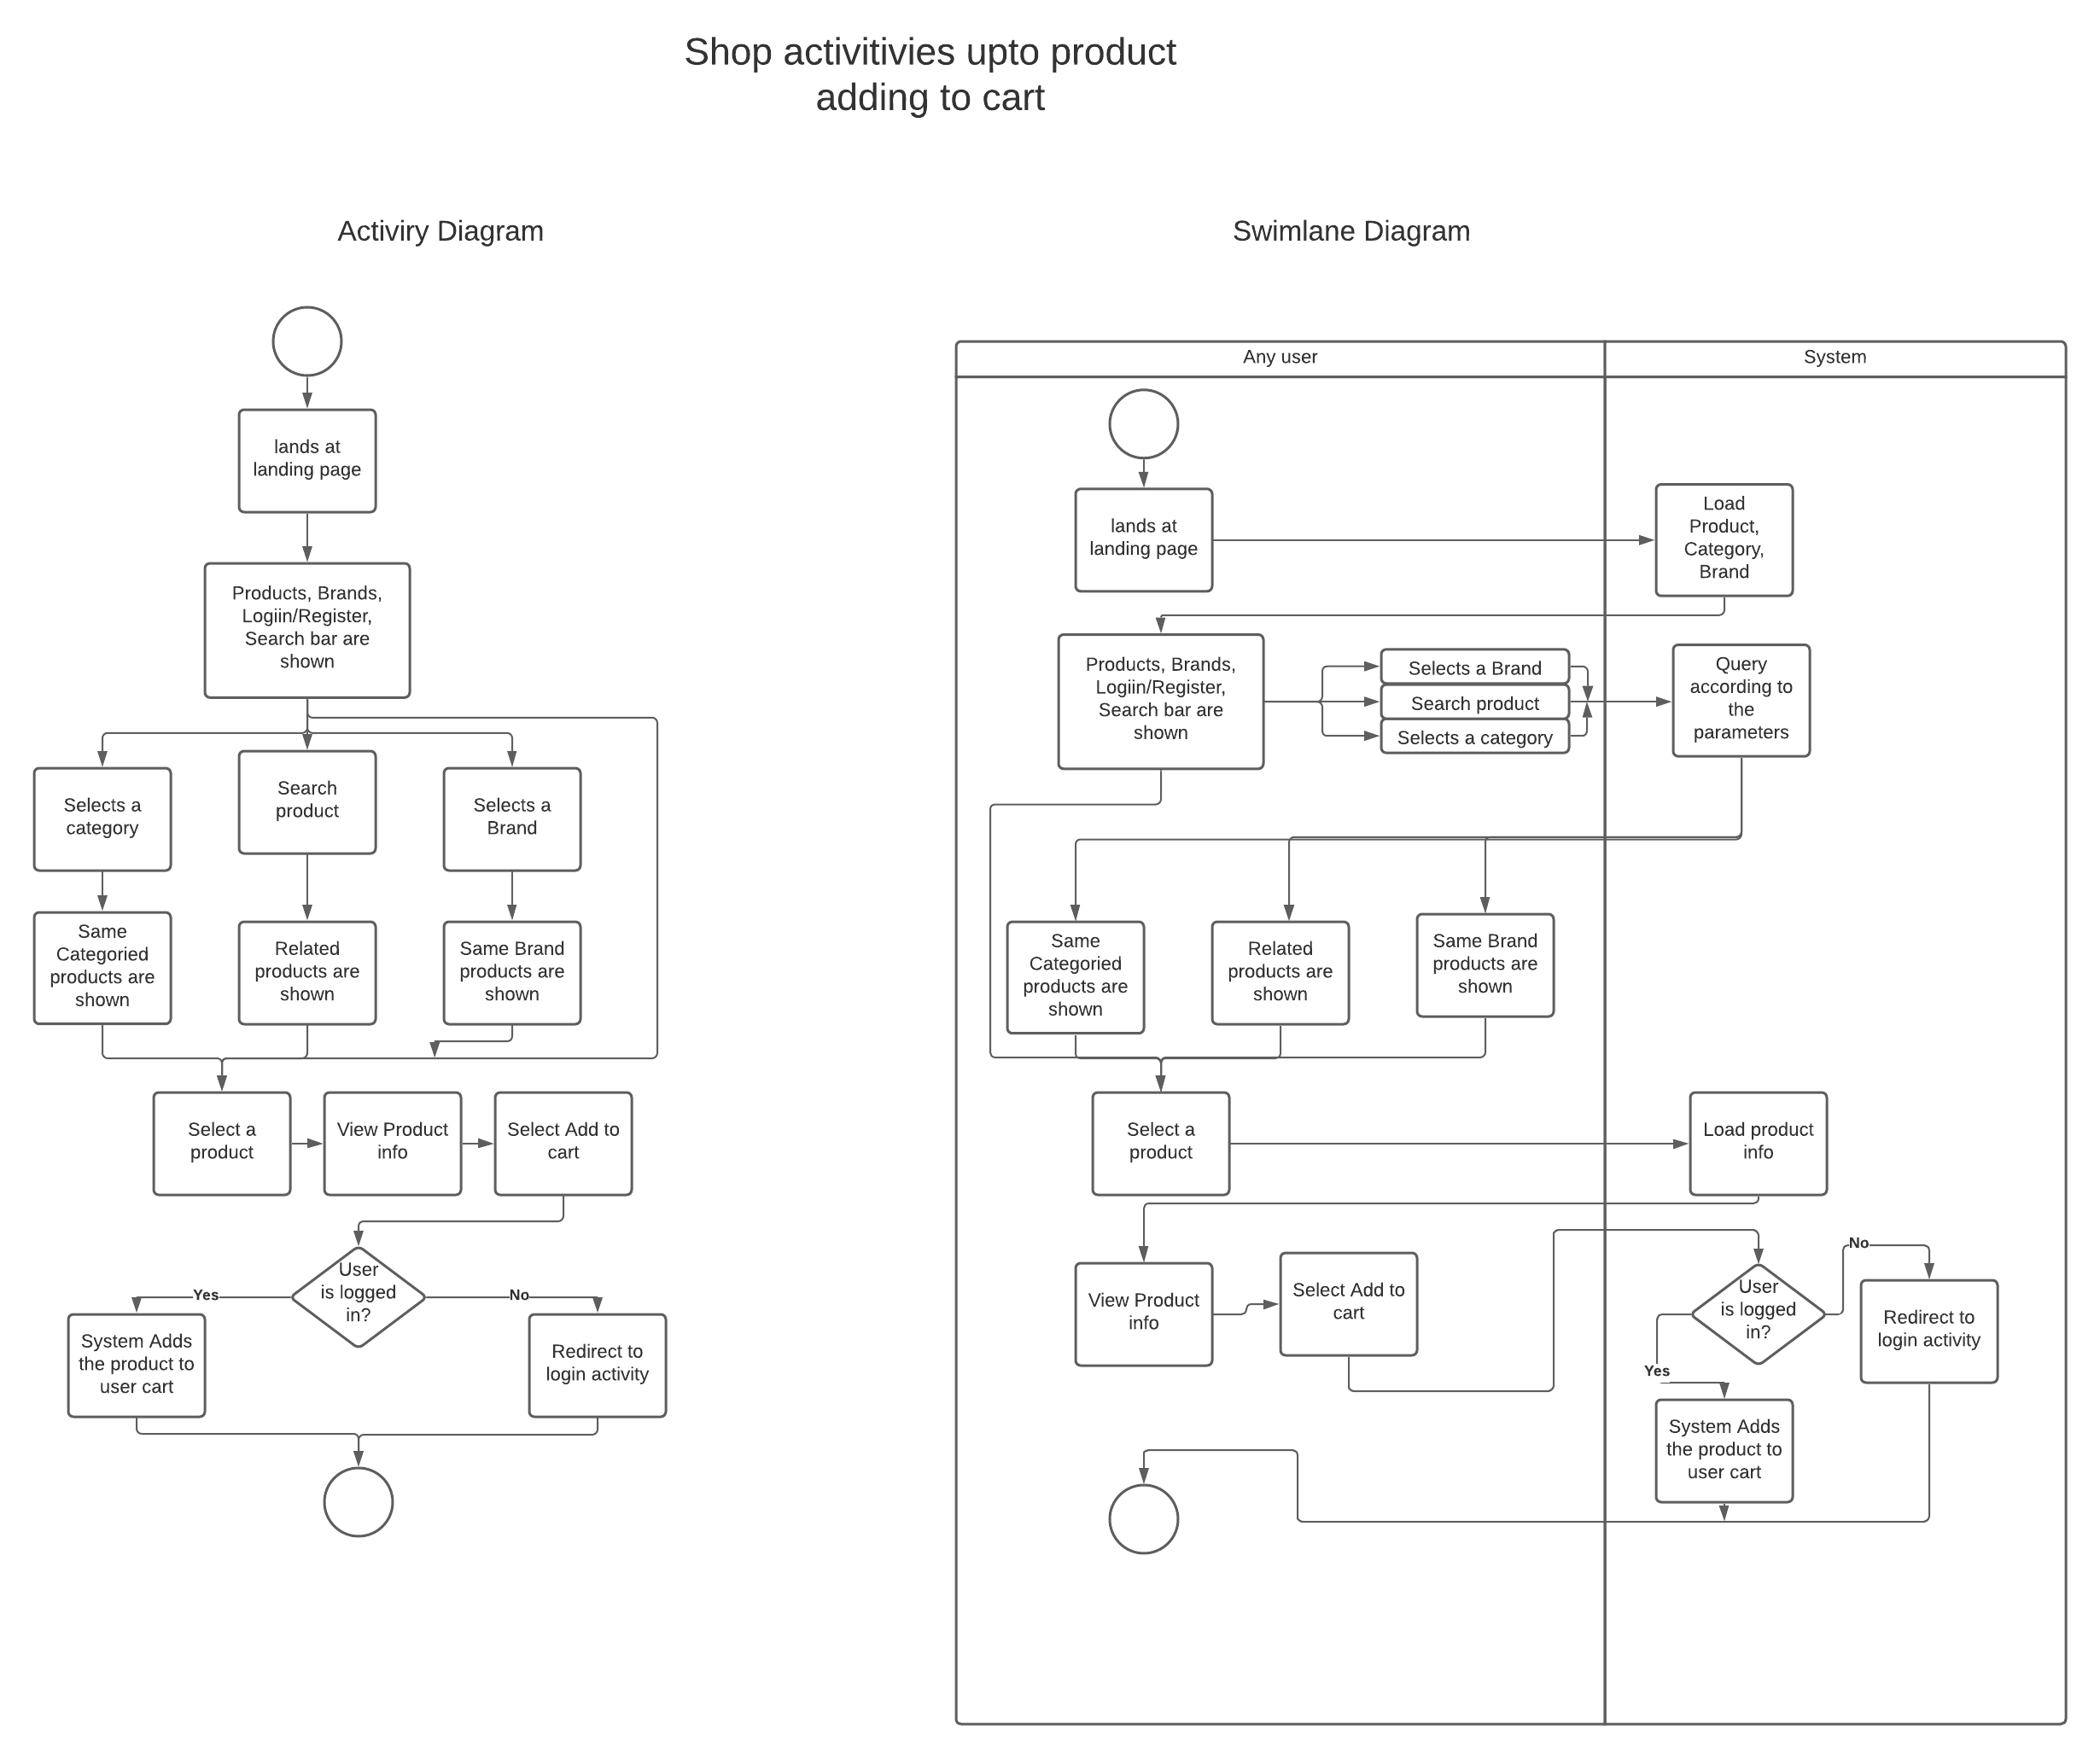 Shop activitivies upto product
adding to cart
Activiry Diagram
lands at
landing page
Products, Brands,
Logiin/Register,
Search bar are
shown
Selects a
category
Search
product
Selects a
Brand
Same
Categoried
products are
shown
Related
products are
shown
Same Brand
products are
shown
Select a
product
View Product
info
Select Add to
cart
User
is logged
in?
Yes
No
System Adds
the product to
user cart
Redirect to
login activity
Swimlane Diagram
Any user
System
lands at
landing page
Load
Product,
Category,
Brand
Products, Brands,
Logiin/Register,
Search bar are
shown
Selects a Brand
Search product
Selects a category
Query
according to
the
parameters
Same
Categoried
products are
shown
Related
products are
shown
Same Brand
products are
shown
Select a
product
Load product
info
View Product
info
Select Add to
cart
User
is logged
in?
No
Redirect to
login activity
Yes
System Adds
the product to
user cart